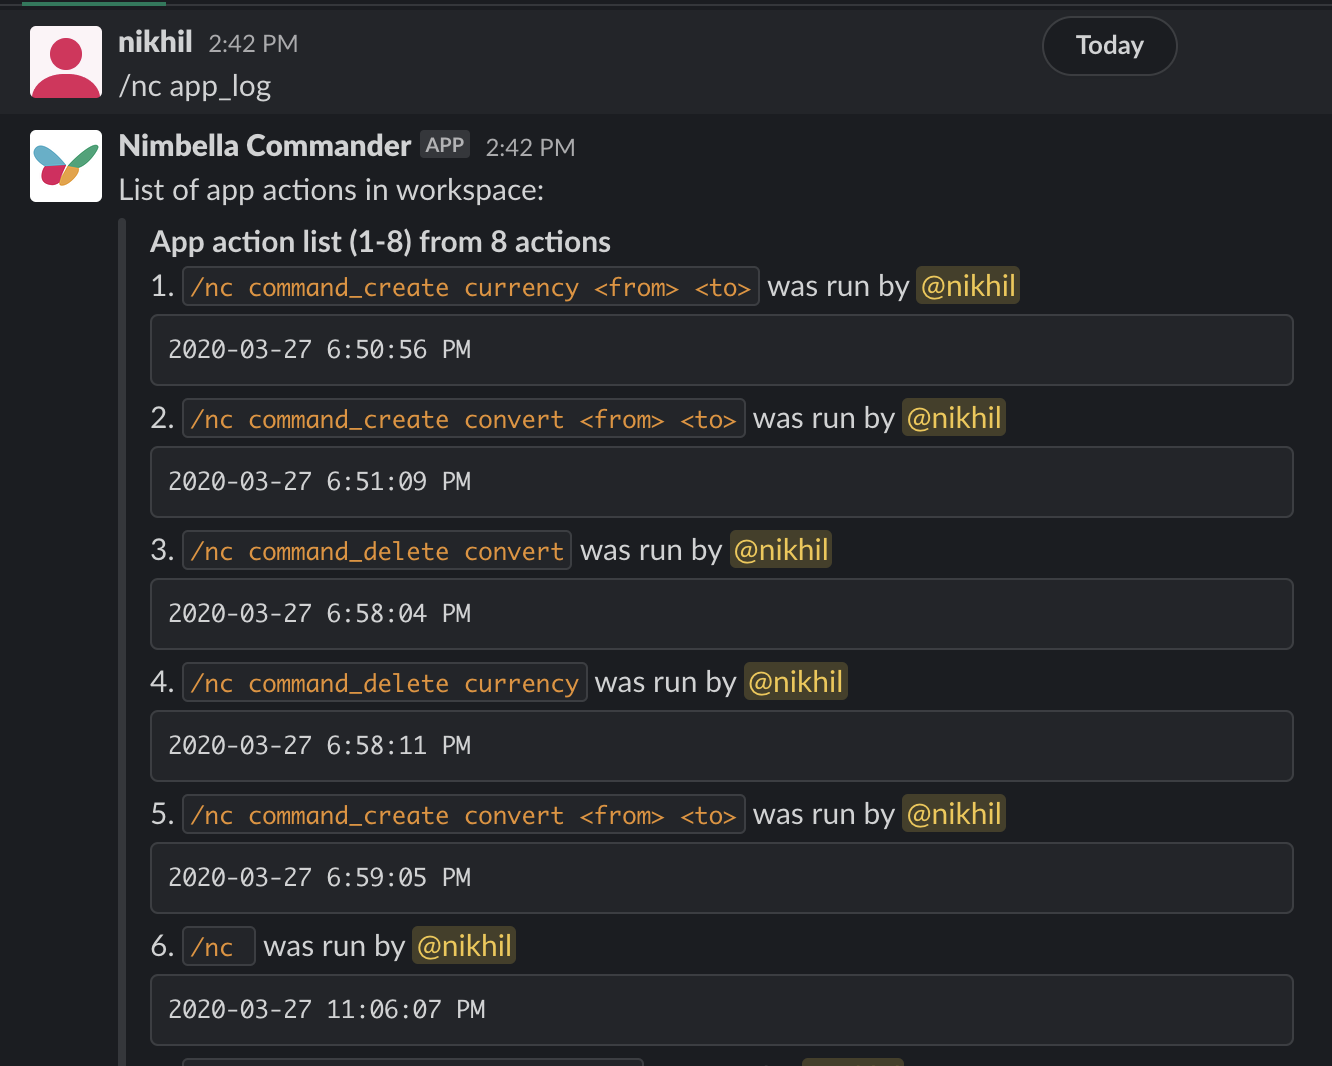 nikhil 2:42 PM
Today
/nc app_log
Nimbella Commander APP 2:42 PM
List of app actions in workspace:
App action list (1-8) from 8 actions
1. /nc command_create currency <from> <to> was run by @nikhil
2020-03-27 6:50:56 PM
2. /nc command_create convert <from> <to> was run by @nikhil
2020-03-27 6:51:09 PM
3. /nc command_delete convert was run by @nikhil
2020-03-27 6:58:04 PM
4. /nc command_delete currency was run by @nikhil
2020-03-27 6:58:11 PM
5. /nc command_create convert <from> <to> was run by @nikhil
2020-03-27 6:59:05 PM
6. /nc was run by @nikhil
2020-03-27 11:06:07 PM